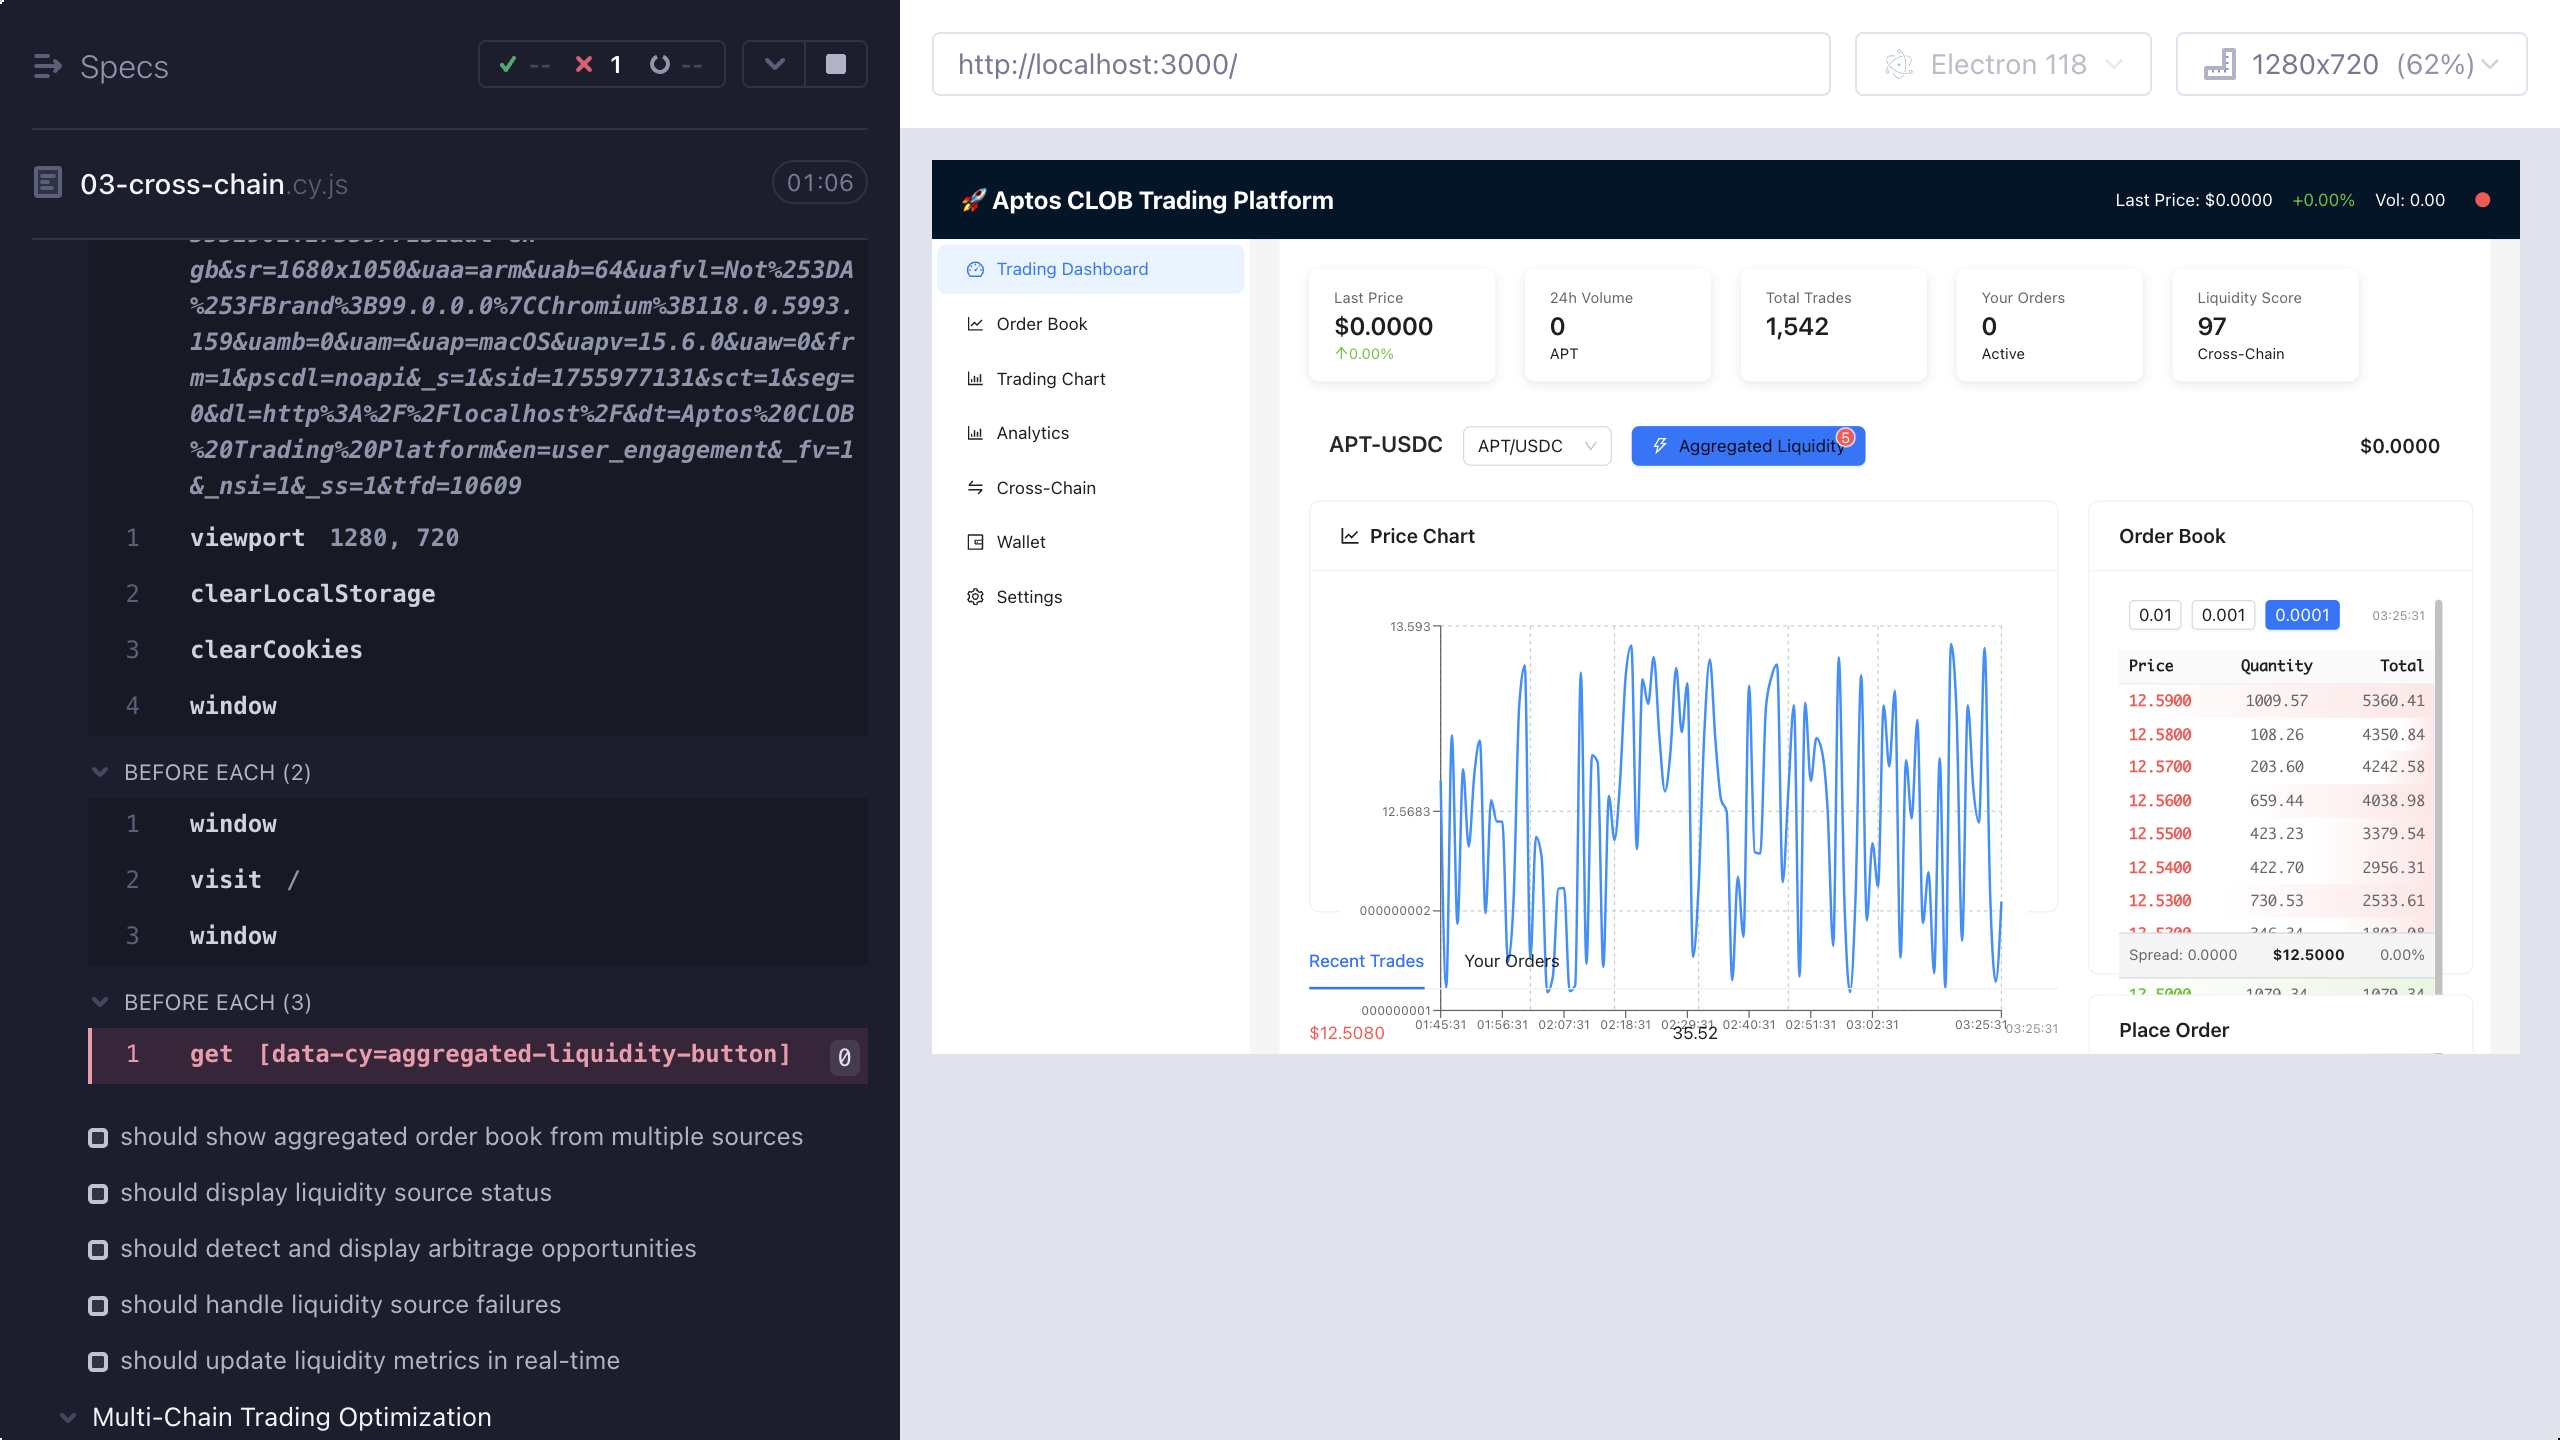 Specs
-- 1 --
03-cross-chain.cy.js
01:06
gb&sr=1680x1050&uaa=arm&uab=64&uafvl=Not%253DA
%253FBrand%3B99.0.0.0%7CChromium%3B118.0.5993.
159&uamb=0&uam=&uap=macOS&uapv=15.6.0&uaw=0&fr
m=1&pscdl=noapi&_s=1&sid=1755977131&sct=1&seg=
0&dl=http%3A%2F%2Flocalhost%2F&dt=Aptos%20CLOB
%20Trading%20Platform&en=user_engagement&_fv=1
&_nsi=1&_ss=1&tfd=10609
1 viewport 1280, 720
2 clearLocalStorage
3 clearCookies
4 window
BEFORE EACH (2)
1 window
2 visit /
3 window
BEFORE EACH (3)
1 get [data-cy=aggregated-liquidity-button] 0
should show aggregated order book from multiple sources
should display liquidity source status
should detect and display arbitrage opportunities
should handle liquidity source failures
should update liquidity metrics in real-time
Multi-Chain Trading Optimization
http://localhost:3000/
Electron 118
1280x720 (62%)
🚀 Aptos CLOB Trading Platform
Last Price: $0.0000 +0.00% Vol: 0.00
Trading Dashboard
Order Book
Trading Chart
Analytics
Cross-Chain
Wallet
Settings
Last Price
$0.0000
↑0.00%
24h Volume
0
APT
Total Trades
1,542
Your Orders
0
Active
Liquidity Score
97
Cross-Chain
APT-USDC
APT/USDC
Aggregated Liquidity
5
$0.0000
Price Chart
13.593
12.5683
000000002
000000001
01:45:31 01:56:31 02:07:31 02:18:31 02:29:31 02:40:31 02:51:31 03:02:31 03:25:31
Recent Trades
Your Orders
$12.5080 35.52 03:25:31
Order Book
0.01 0.001 0.0001 03:25:31
Price Quantity Total
12.5900 1009.57 5360.41
12.5800 108.26 4350.84
12.5700 203.60 4242.58
12.5600 659.44 4038.98
12.5500 423.23 3379.54
12.5400 422.70 2956.31
12.5300 730.53 2533.61
12.5200 346.34 1803.08
Spread: 0.0000 $12.5000 0.00%
12.5000 1079.34 1079.34
Place Order